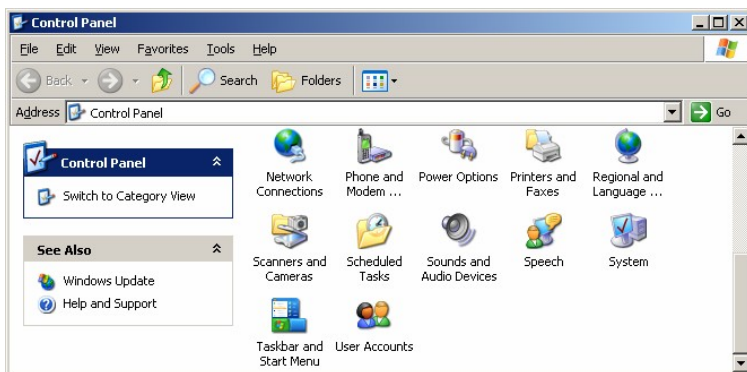 Control Panel
File Edit View Favorites Tools Help
Back Search Folders
Address Control Panel Go
Control Panel
Switch to Category View
See Also
Windows Update
Help and Support
Network Connections
Phone and Modem ...
Power Options
Printers and Faxes
Regional and Language ...
Scanners and Cameras
Scheduled Tasks
Sounds and Audio Devices
Speech
System
Taskbar and Start Menu
User Accounts